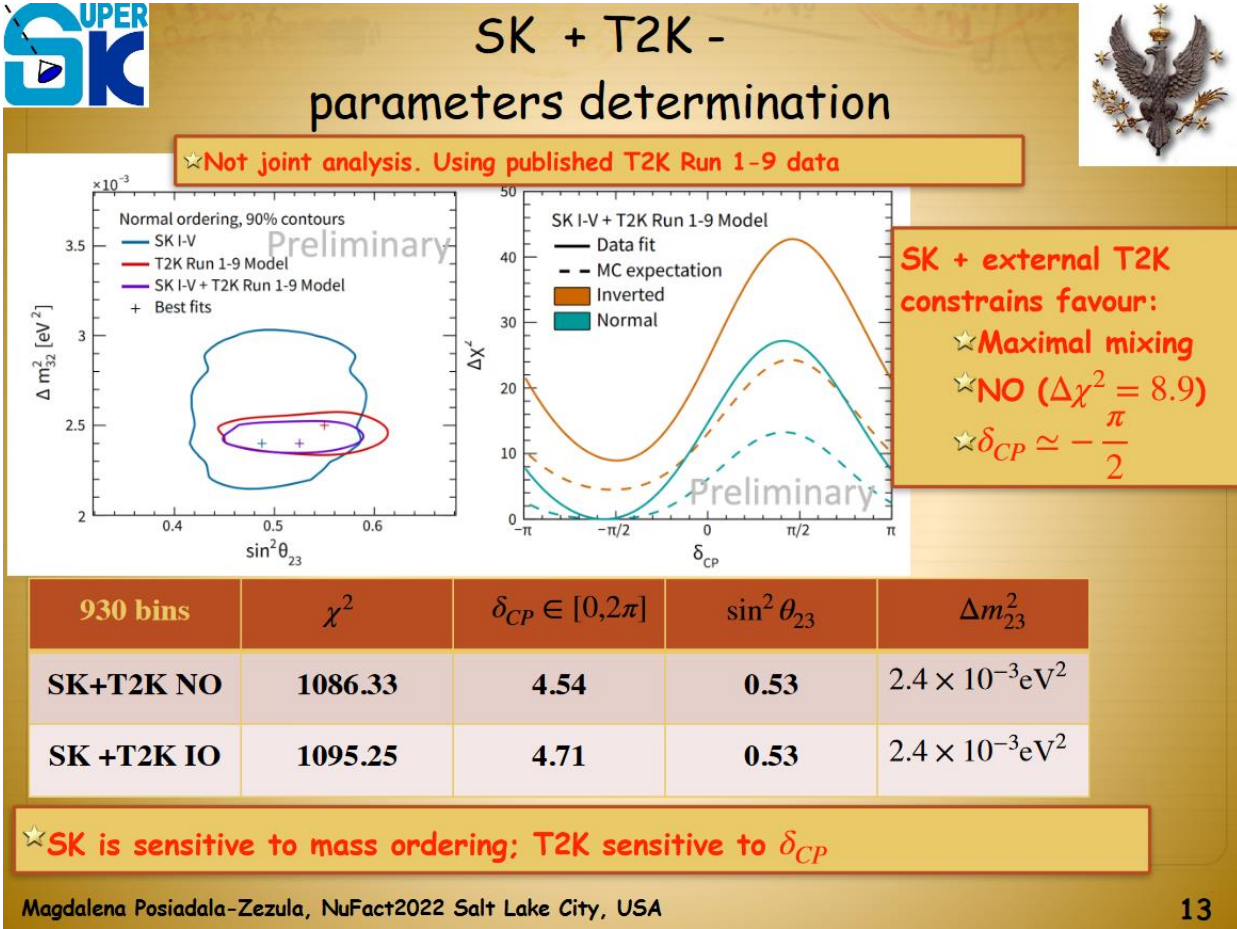 SUPER
SK
SK + T2K -
parameters determination
Not joint analysis. Using published T2K Run 1-9 data
×10⁻³
Normal ordering, 90% contours
SK I-V
T2K Run 1-9 Model
SK I-V + T2K Run 1-9 Model
+ Best fits
Preliminary
3.5
3
2.5
2
0.4 0.5 0.6
Δ m²₃₂ [eV²]
sin²θ₂₃
50
40
30
20
10
0
SK I-V + T2K Run 1-9 Model
Data fit
MC expectation
Inverted
Normal
Preliminary
Δχ²
−π −π/2 0 π/2 π
δ_CP
SK + external T2K
constrains favour:
Maximal mixing
NO (Δχ² = 8.9)
δ_CP ≃ − π/2
930 bins χ² δ_CP ∈ [0,2π] sin² θ₂₃ Δm²₂₃
SK+T2K NO 1086.33 4.54 0.53 2.4 × 10⁻³eV²
SK +T2K IO 1095.25 4.71 0.53 2.4 × 10⁻³eV²
SK is sensitive to mass ordering; T2K sensitive to δ_CP
Magdalena Posiadala-Zezula, NuFact2022 Salt Lake City, USA
13